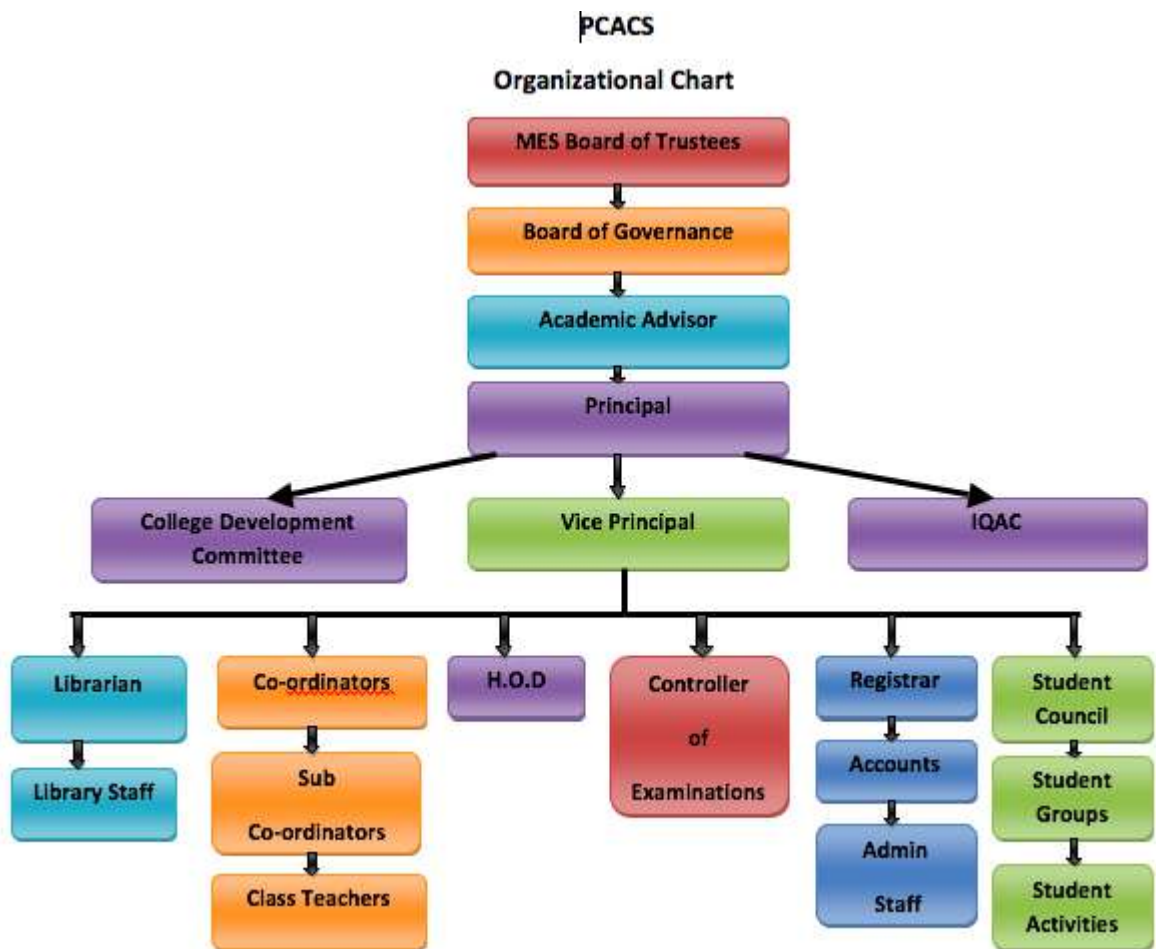 PCACS
Organizational Chart
MES Board of Trustees
Board of Governance
Academic Advisor
Principal
College Development
Committee
Vice Principal
IQAC
Librarian
Library Staff
Co-ordinators
Sub
Co-ordinators
Class Teachers
H.O.D
Controller
of
Examinations
Registrar
Accounts
Admin
Staff
Student
Council
Student
Groups
Student
Activities